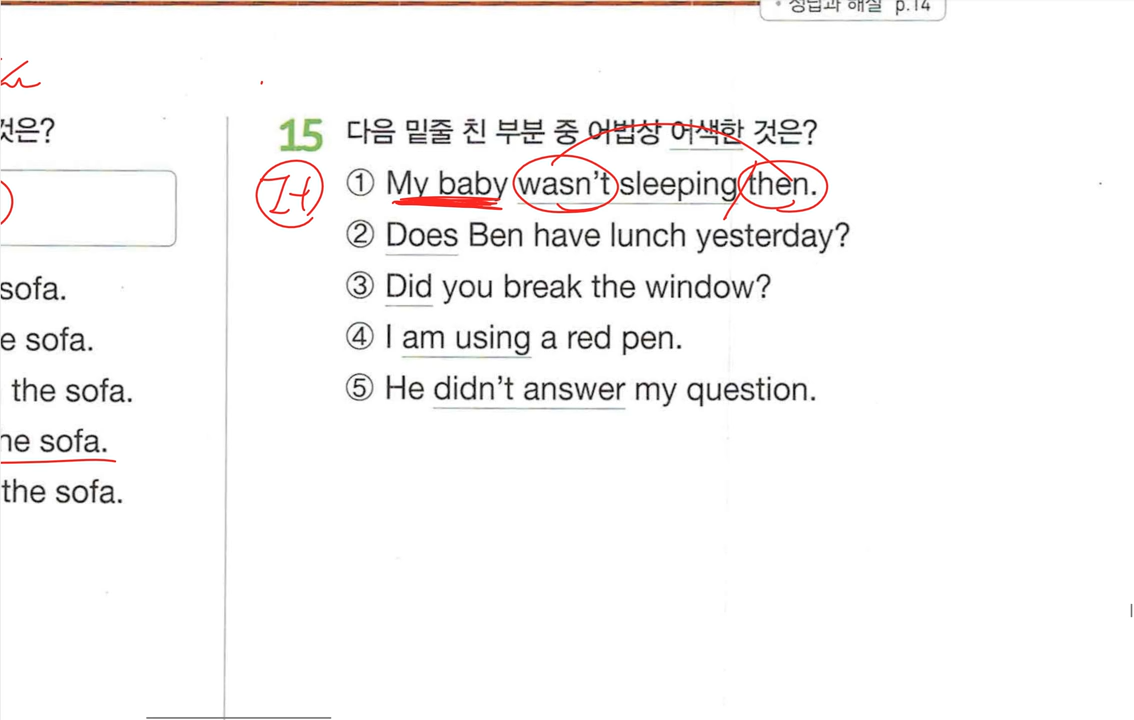 정답과 해설 p.14
것은?
sofa.
e sofa.
the sofa.
he sofa.
the sofa.
15 다음 밑줄 친 부분 중 어법상 어색한 것은?
It
① My baby wasn't sleeping then.
② Does Ben have lunch yesterday?
③ Did you break the window?
④ I am using a red pen.
⑤ He didn't answer my question.